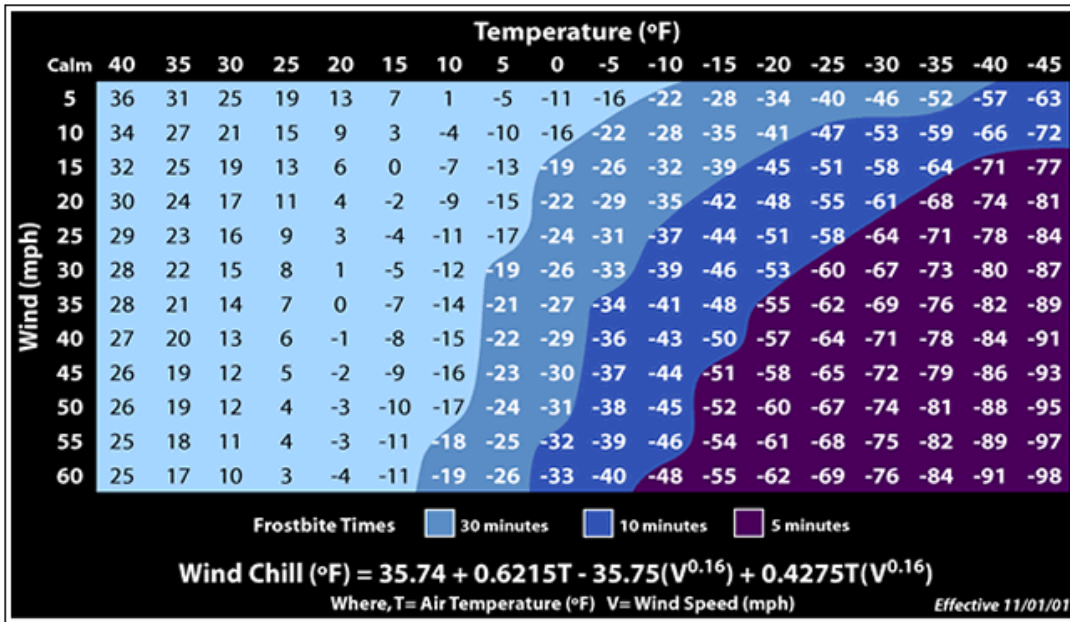 Temperature (ºF)
Calm 40 35 30 25 20 15 10 5 0 -5 -10 -15 -20 -25 -30 -35 -40 -45
Wind (mph)
5 36 31 25 19 13 7 1 -5 -11 -16 -22 -28 -34 -40 -46 -52 -57 -63
10 34 27 21 15 9 3 -4 -10 -16 -22 -28 -35 -41 -47 -53 -59 -66 -72
15 32 25 19 13 6 0 -7 -13 -19 -26 -32 -39 -45 -51 -58 -64 -71 -77
20 30 24 17 11 4 -2 -9 -15 -22 -29 -35 -42 -48 -55 -61 -68 -74 -81
25 29 23 16 9 3 -4 -11 -17 -24 -31 -37 -44 -51 -58 -64 -71 -78 -84
30 28 22 15 8 1 -5 -12 -19 -26 -33 -39 -46 -53 -60 -67 -73 -80 -87
35 28 21 14 7 0 -7 -14 -21 -27 -34 -41 -48 -55 -62 -69 -76 -82 -89
40 27 20 13 6 -1 -8 -15 -22 -29 -36 -43 -50 -57 -64 -71 -78 -84 -91
45 26 19 12 5 -2 -9 -16 -23 -30 -37 -44 -51 -58 -65 -72 -79 -86 -93
50 26 19 12 4 -3 -10 -17 -24 -31 -38 -45 -52 -60 -67 -74 -81 -88 -95
55 25 18 11 4 -3 -11 -18 -25 -32 -39 -46 -54 -61 -68 -75 -82 -89 -97
60 25 17 10 3 -4 -11 -19 -26 -33 -40 -48 -55 -62 -69 -76 -84 -91 -98
Frostbite Times 30 minutes 10 minutes 5 minutes
Wind Chill (ºF) = 35.74 + 0.6215T - 35.75(V^0.16) + 0.4275T(V^0.16)
Where, T= Air Temperature (ºF) V= Wind Speed (mph) Effective 11/01/01